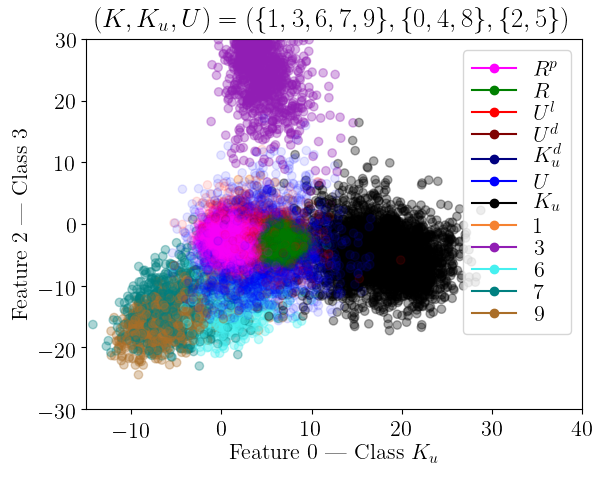 (K, K_u, U) = ({1, 3, 6, 7, 9}, {0, 4, 8}, {2, 5})
30
20
10
0
−10
−20
−30
Feature 2 — Class 3
R^p
R
U^l
U^d
K_u^d
U
K_u
1
3
6
7
9
−10 0 10 20 30 40
Feature 0 — Class K_u